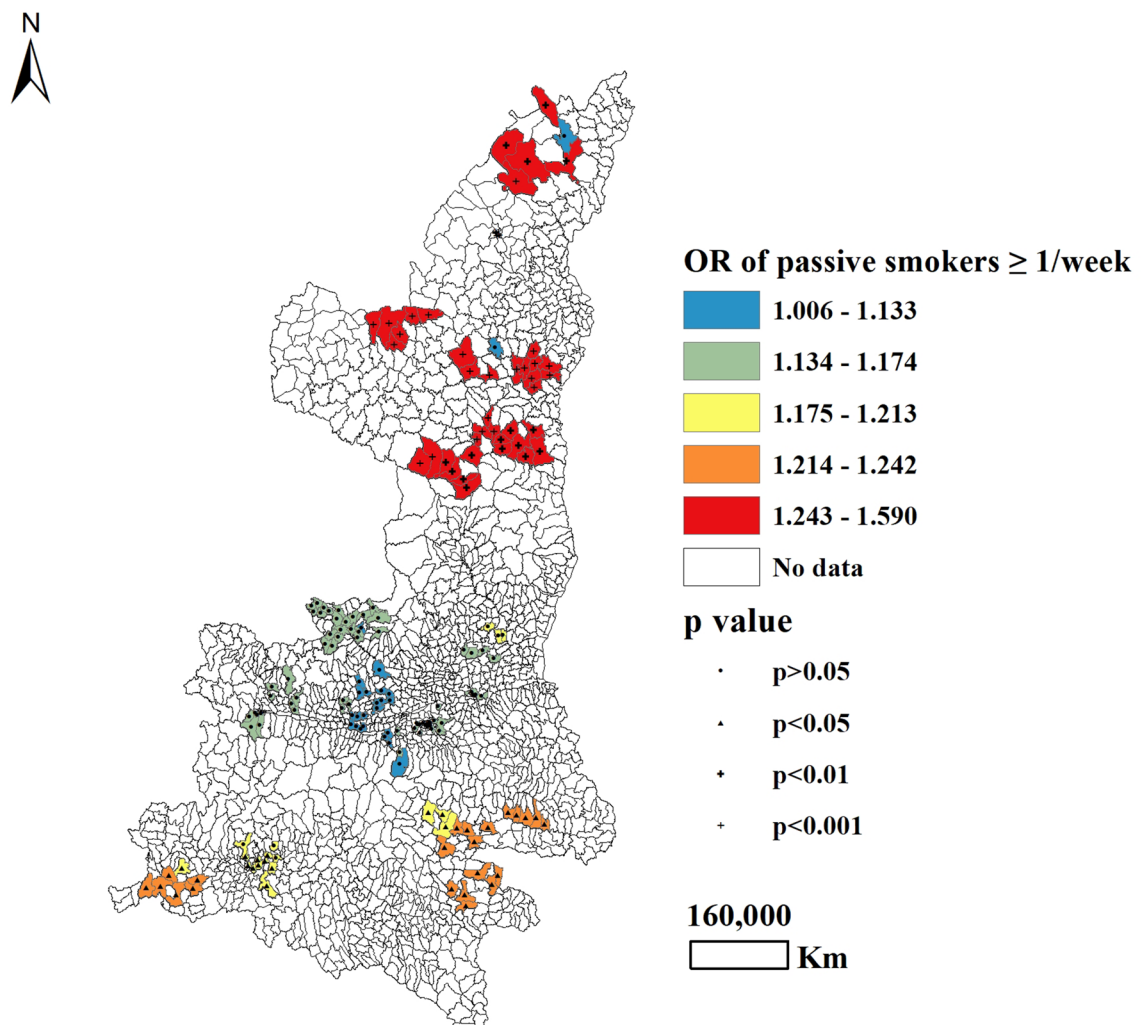 N
OR of passive smokers ≥ 1/week
1.006 - 1.133
1.134 - 1.174
1.175 - 1.213
1.214 - 1.242
1.243 - 1.590
No data
p value
p>0.05
p<0.05
p<0.01
p<0.001
160,000
Km